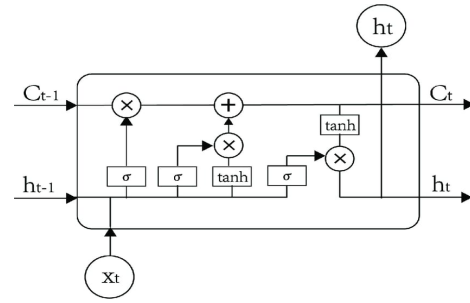 ht
Ct-1
×
+
Ct
tanh
×
×
σ
σ
tanh
σ
ht-1
ht
xt